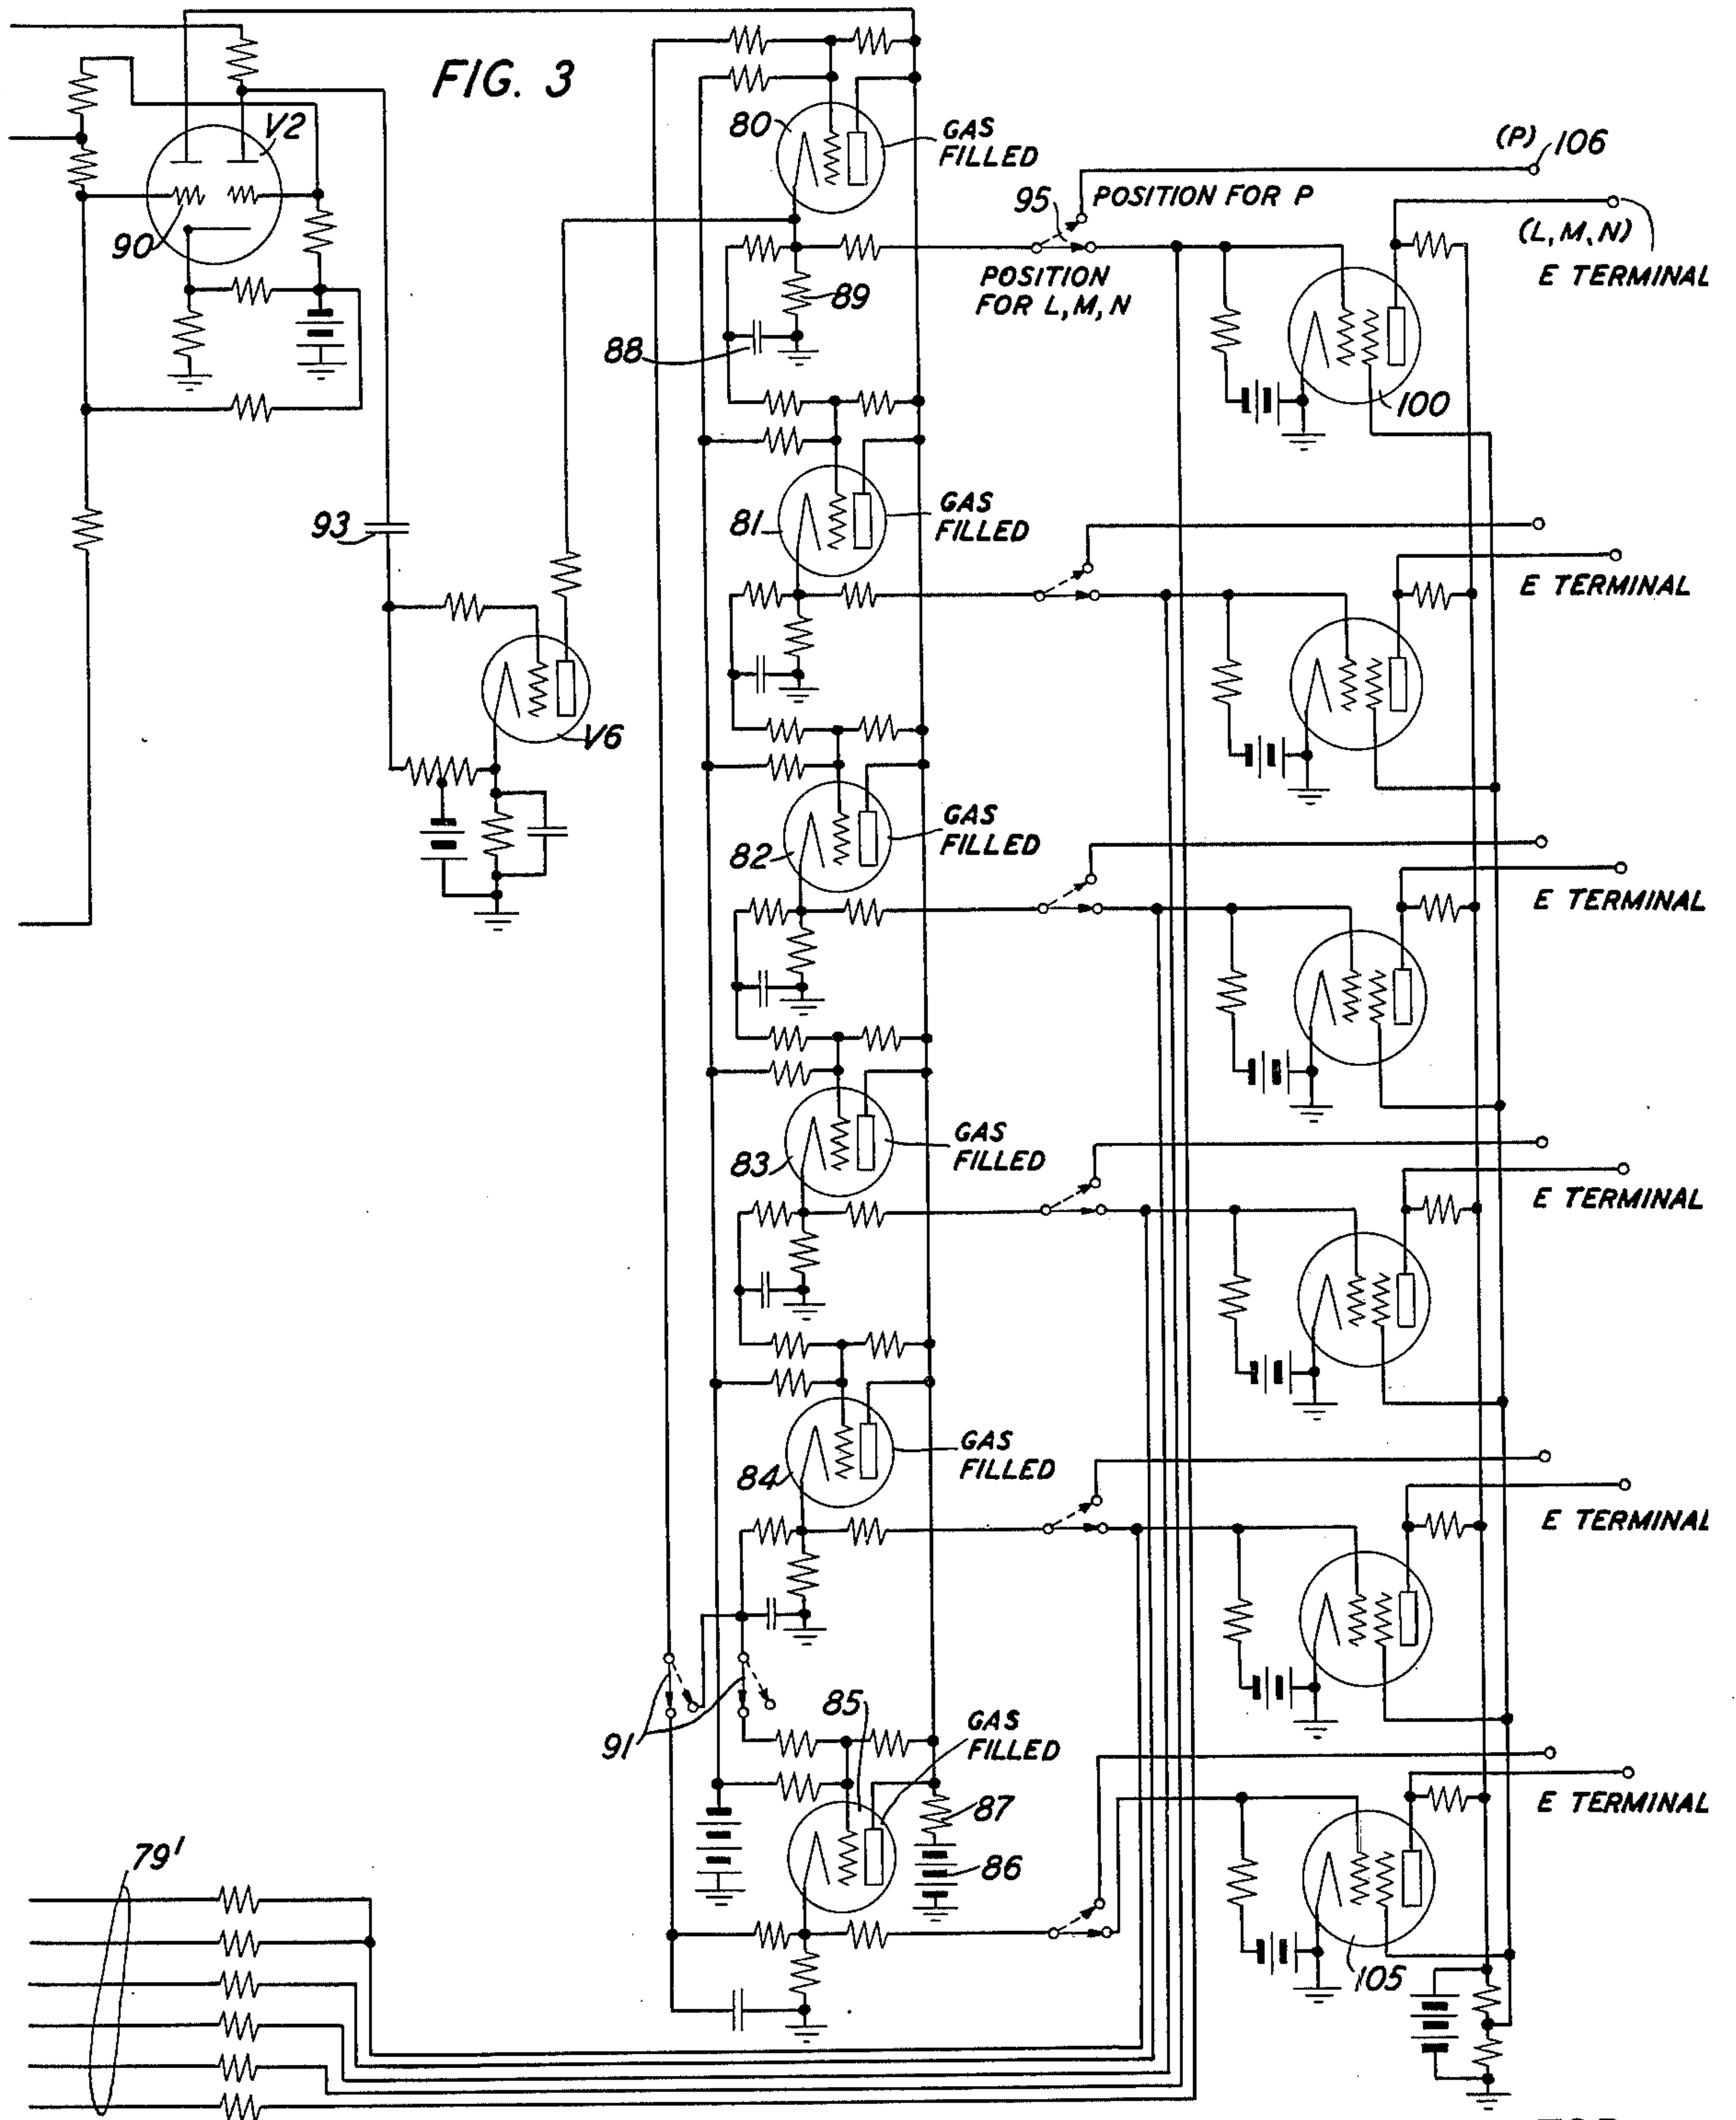 FIG. 3
V2
80
GAS
FILLED
(P) 106
95
POSITION FOR P
(L, M, N)
E TERMINAL
90
POSITION
FOR L, M, N
89
88
100
93
81
GAS
FILLED
E TERMINAL
V6
82
GAS
FILLED
E TERMINAL
83
GAS
FILLED
E TERMINAL
84
GAS
FILLED
E TERMINAL
91
85
GAS
FILLED
E TERMINAL
87
86
79'
105